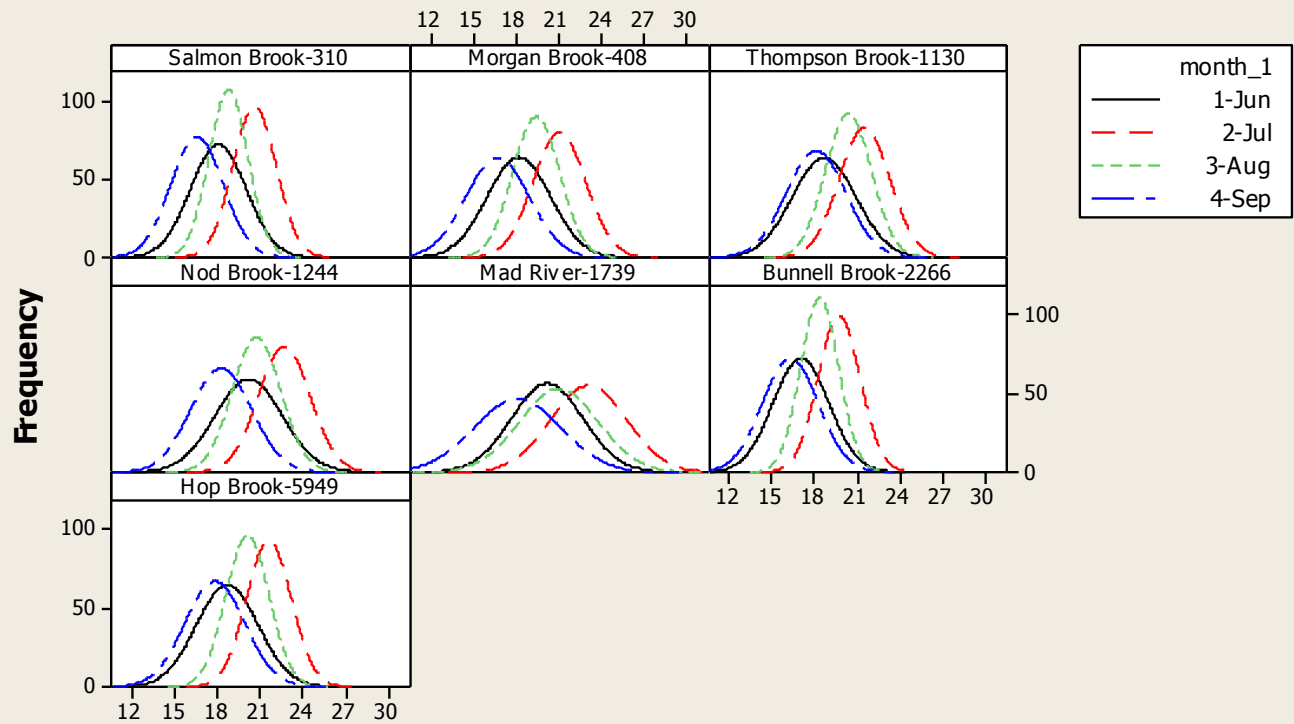 12 15 18 21 24 27 30
Salmon Brook-310 Morgan Brook-408 Thompson Brook-1130
month_1
1-Jun
2-Jul
3-Aug
4-Sep
100
50
0
Nod Brook-1244 Mad River-1739 Bunnell Brook-2266
100
50
0
Frequency
12 15 18 21 24 27 30
Hop Brook-5949
100
50
0
12 15 18 21 24 27 30